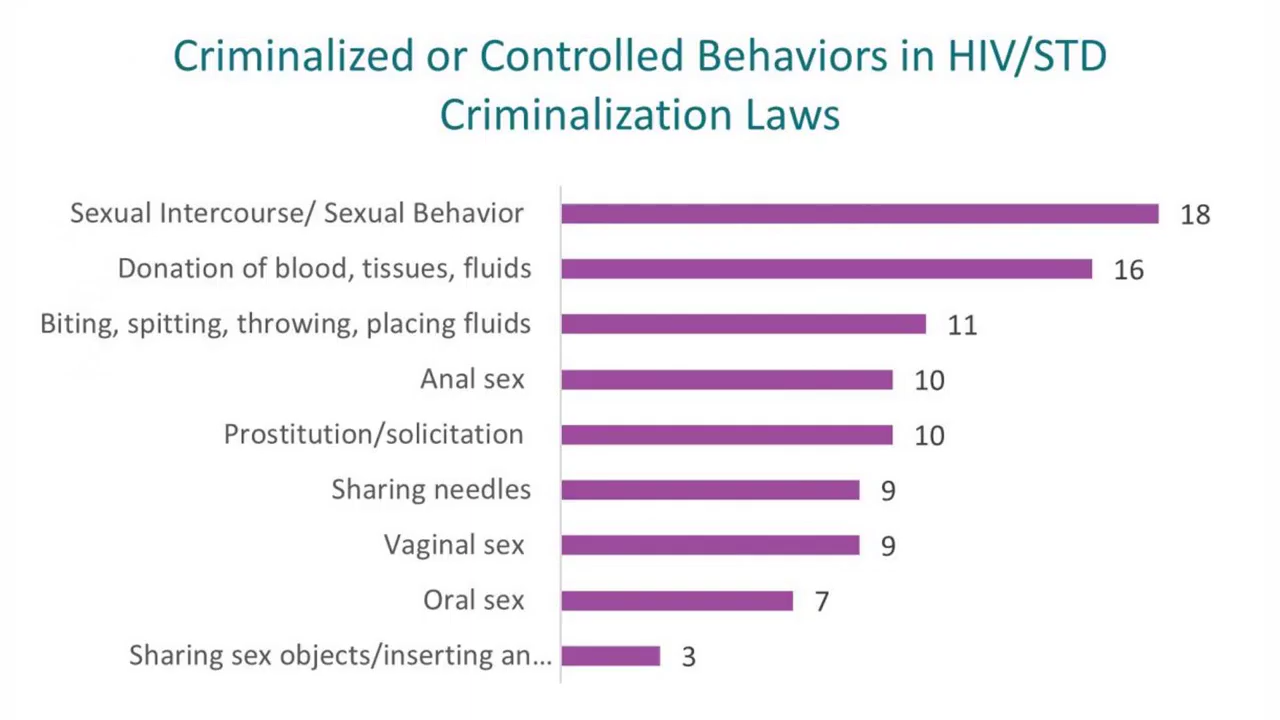 Criminalized or Controlled Behaviors in HIV/STD
Criminalization Laws
Sexual Intercourse/ Sexual Behavior 18
Donation of blood, tissues, fluids 16
Biting, spitting, throwing, placing fluids 11
Anal sex 10
Prostitution/solicitation 10
Sharing needles 9
Vaginal sex 9
Oral sex 7
Sharing sex objects/inserting an... 3